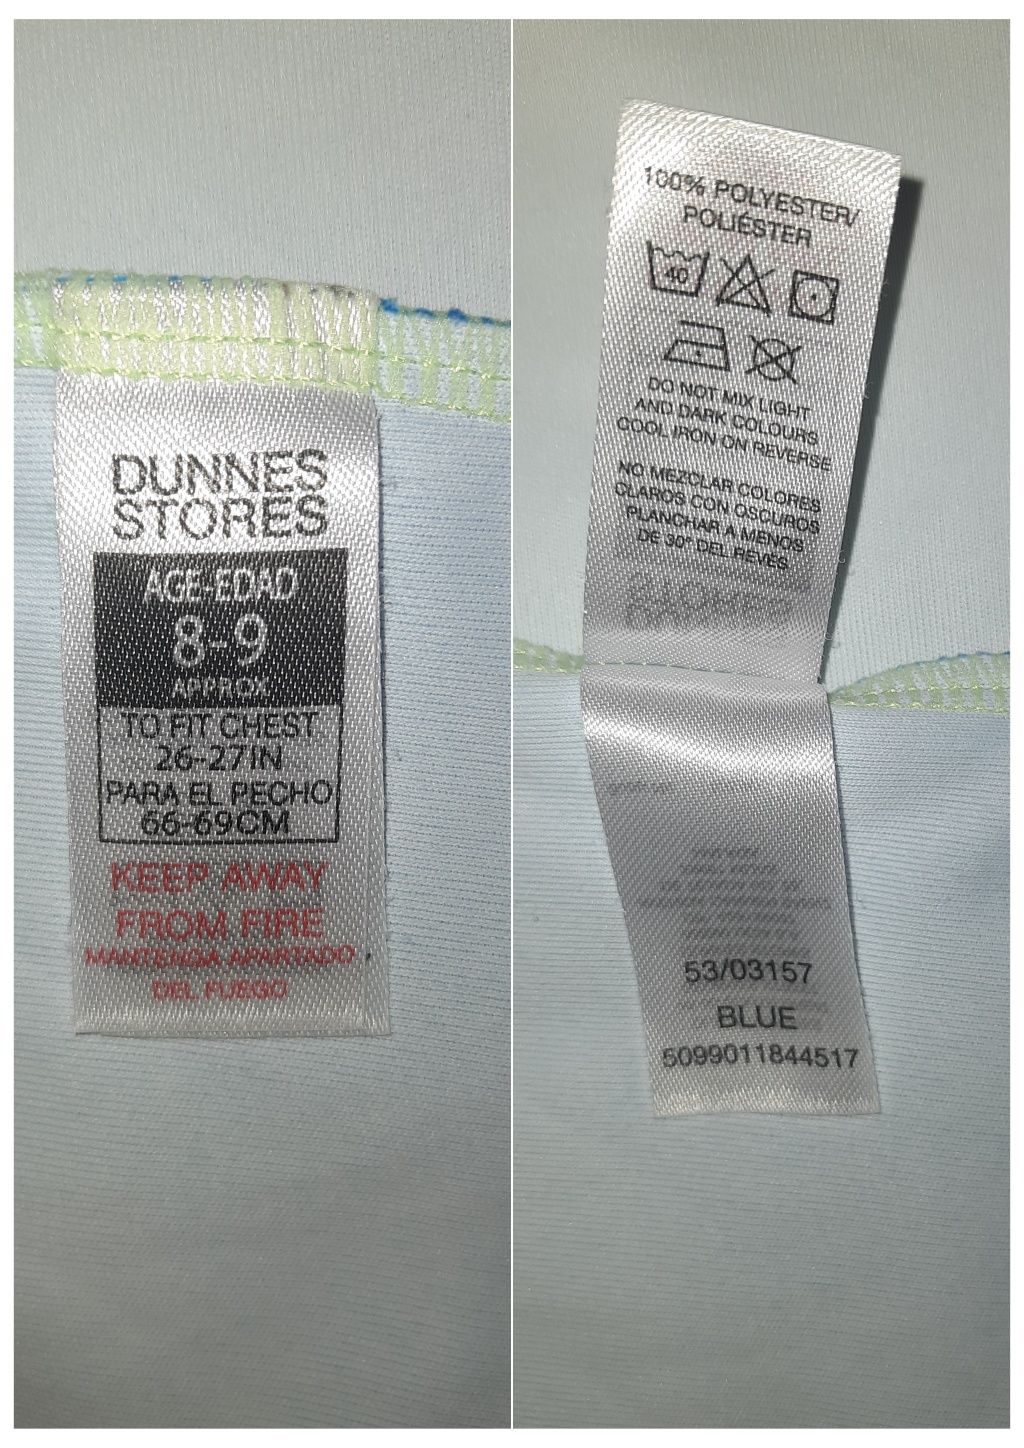 DUNNES
STORES
AGE-EDAD
8-9
APPROX
TO FIT CHEST
26-27IN
PARA EL PECHO
66-69CM
KEEP AWAY
FROM FIRE
MANTENGA APARTADO
DEL FUEGO
100% POLYESTER/
POLIÉSTER
40
DO NOT MIX LIGHT
AND DARK COLOURS
COOL IRON ON REVERSE
NO MEZCLAR COLORES
CLAROS CON OSCUROS
PLANCHAR A MENOS
DE 30° DEL REVES.
53/03157
BLUE
5099011844517